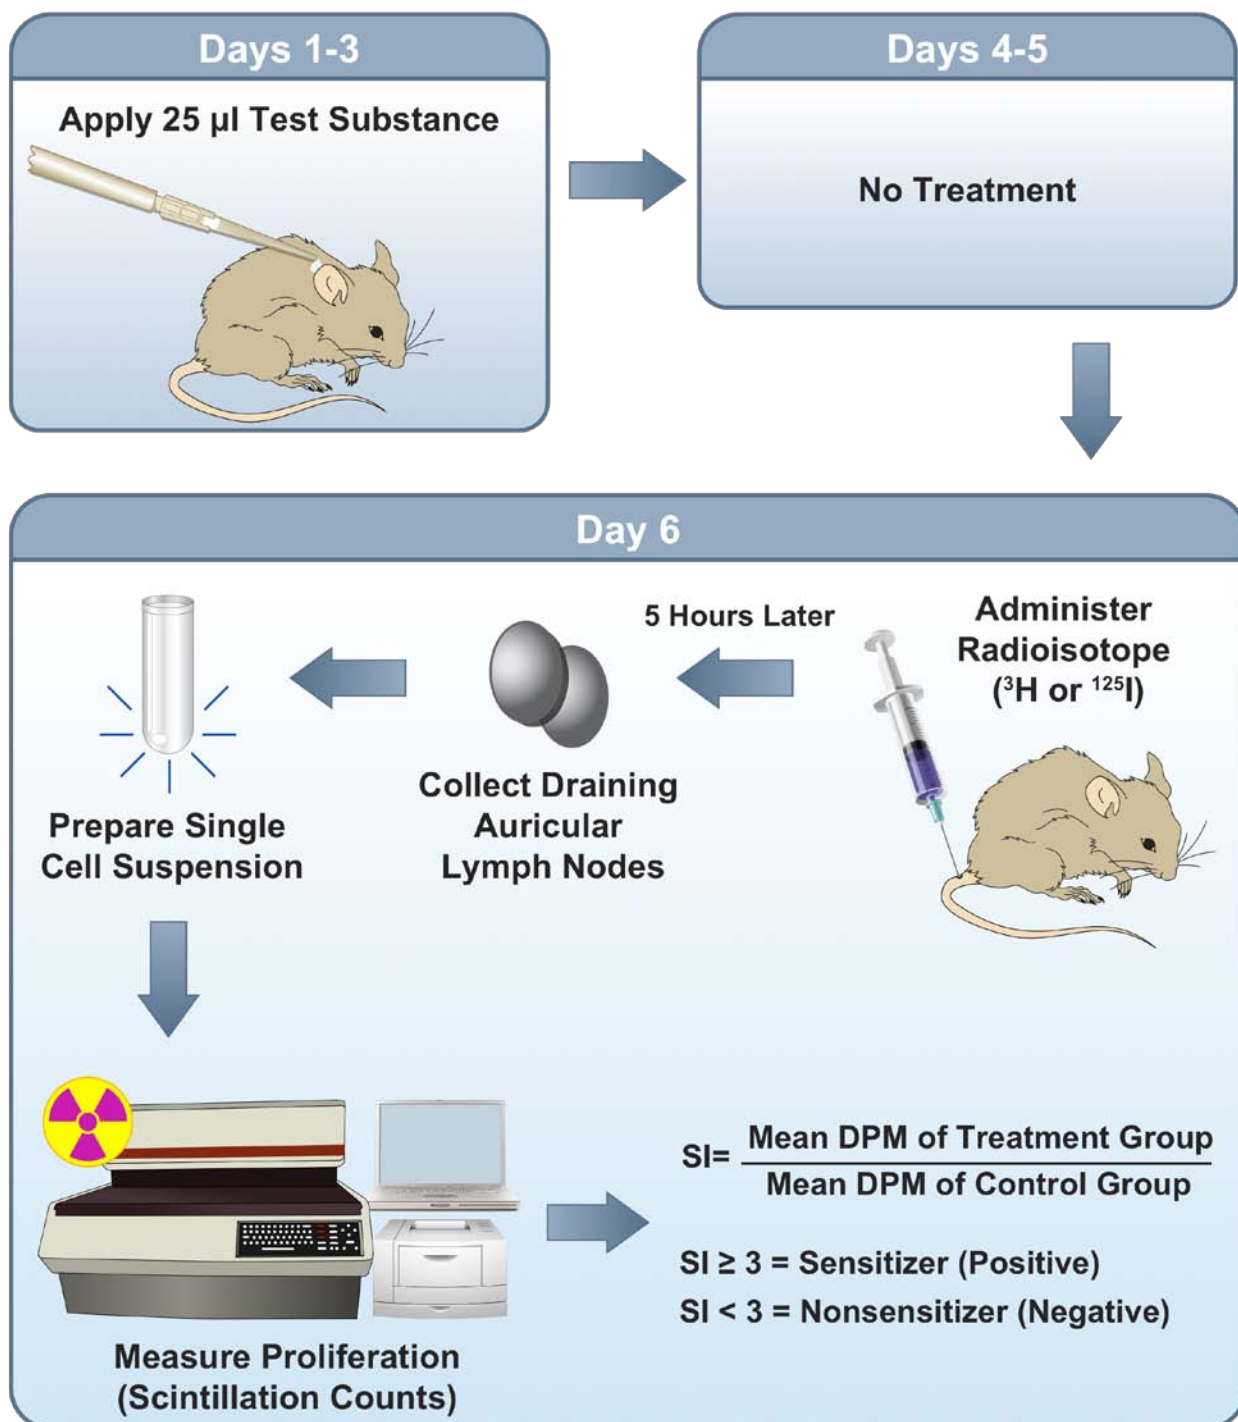 Days 1-3
Apply 25 µl Test Substance
Days 4-5
No Treatment
Day 6
Administer
Radioisotope
(³H or ¹²⁵I)
5 Hours Later
Collect Draining
Auricular
Lymph Nodes
Prepare Single
Cell Suspension
Measure Proliferation
(Scintillation Counts)
SI= Mean DPM of Treatment Group
Mean DPM of Control Group
SI ≥ 3 = Sensitizer (Positive)
SI < 3 = Nonsensitizer (Negative)